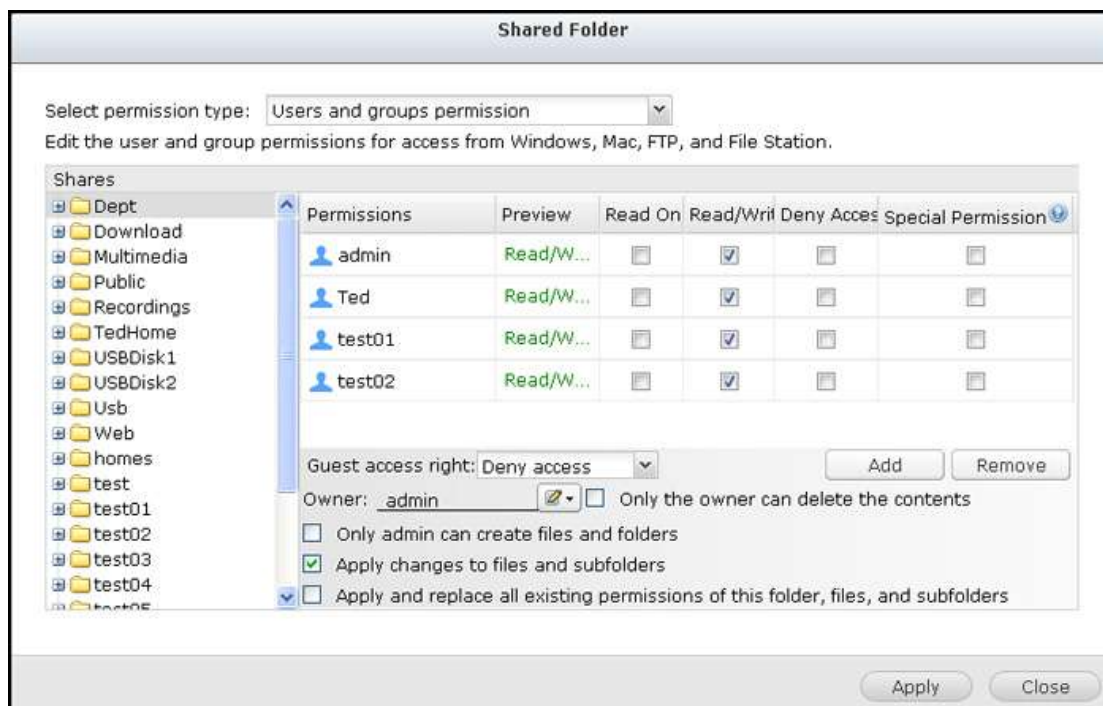 Shared Folder
Select permission type: Users and groups permission
Edit the user and group permissions for access from Windows, Mac, FTP, and File Station.
Shares
Dept
Download
Multimedia
Public
Recordings
TedHome
USBDisk1
USBDisk2
Usb
Web
homes
test
test01
test02
test03
test04
test05
Permissions Preview Read On Read/Writ Deny Acces Special Permission
admin Read/W...
Ted Read/W...
test01 Read/W...
test02 Read/W...
Guest access right: Deny access Add Remove
Owner: admin Only the owner can delete the contents
Only admin can create files and folders
Apply changes to files and subfolders
Apply and replace all existing permissions of this folder, files, and subfolders
Apply Close